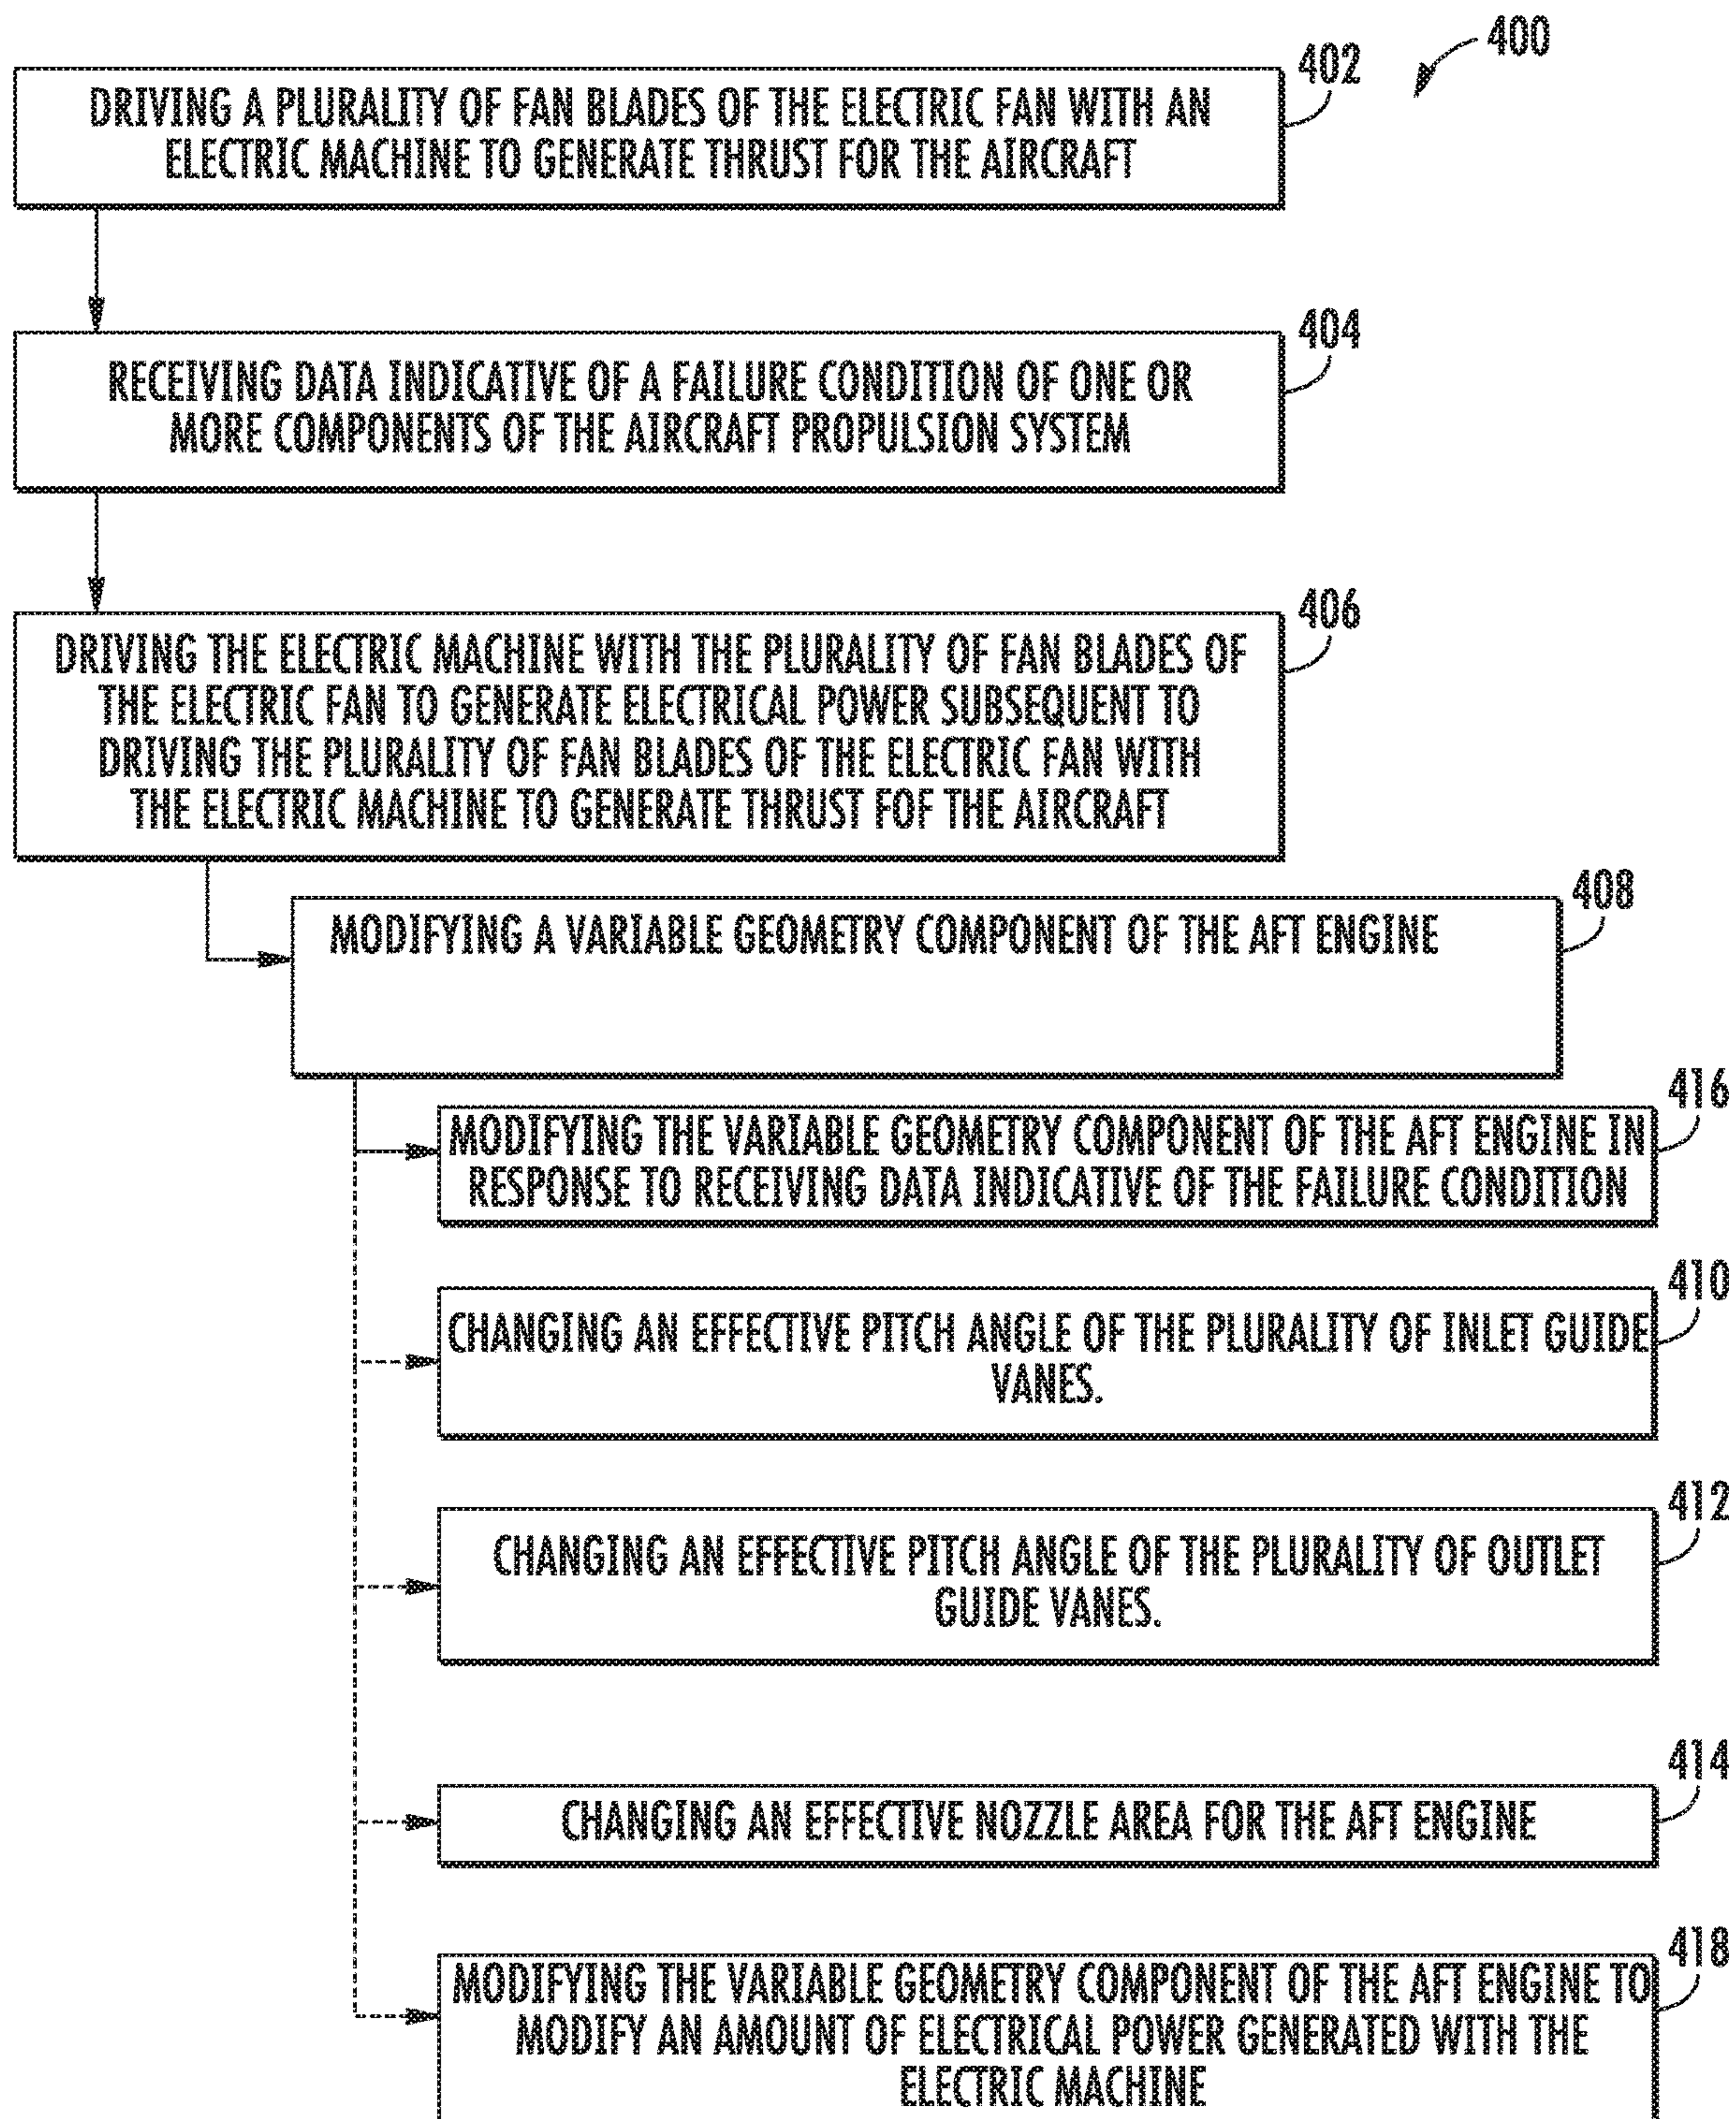 400
402
DRIVING A PLURALITY OF FAN BLADES OF THE ELECTRIC FAN WITH AN
ELECTRIC MACHINE TO GENERATE THRUST FOR THE AIRCRAFT
404
RECEIVING DATA INDICATIVE OF A FAILURE CONDITION OF ONE OR
MORE COMPONENTS OF THE AIRCRAFT PROPULSION SYSTEM
406
DRIVING THE ELECTRIC MACHINE WITH THE PLURALITY OF FAN BLADES OF
THE ELECTRIC FAN TO GENERATE ELECTRICAL POWER SUBSEQUENT TO
DRIVING THE PLURALITY OF FAN BLADES OF THE ELECTRIC FAN WITH
THE ELECTRIC MACHINE TO GENERATE THRUST FOF THE AIRCRAFT
408
MODIFYING A VARIABLE GEOMETRY COMPONENT OF THE AFT ENGINE
416
MODIFYING THE VARIABLE GEOMETRY COMPONENT OF THE AFT ENGINE IN
RESPONSE TO RECEIVING DATA INDICATIVE OF THE FAILURE CONDITION
410
CHANGING AN EFFECTIVE PITCH ANGLE OF THE PLURALITY OF INLET GUIDE
VANES.
412
CHANGING AN EFFECTIVE PITCH ANGLE OF THE PLURALITY OF OUTLET
GUIDE VANES.
414
CHANGING AN EFFECTIVE NOZZLE AREA FOR THE AFT ENGINE
418
MODIFYING THE VARIABLE GEOMETRY COMPONENT OF THE AFT ENGINE TO
MODIFY AN AMOUNT OF ELECTRICAL POWER GENERATED WITH THE
ELECTRIC MACHINE